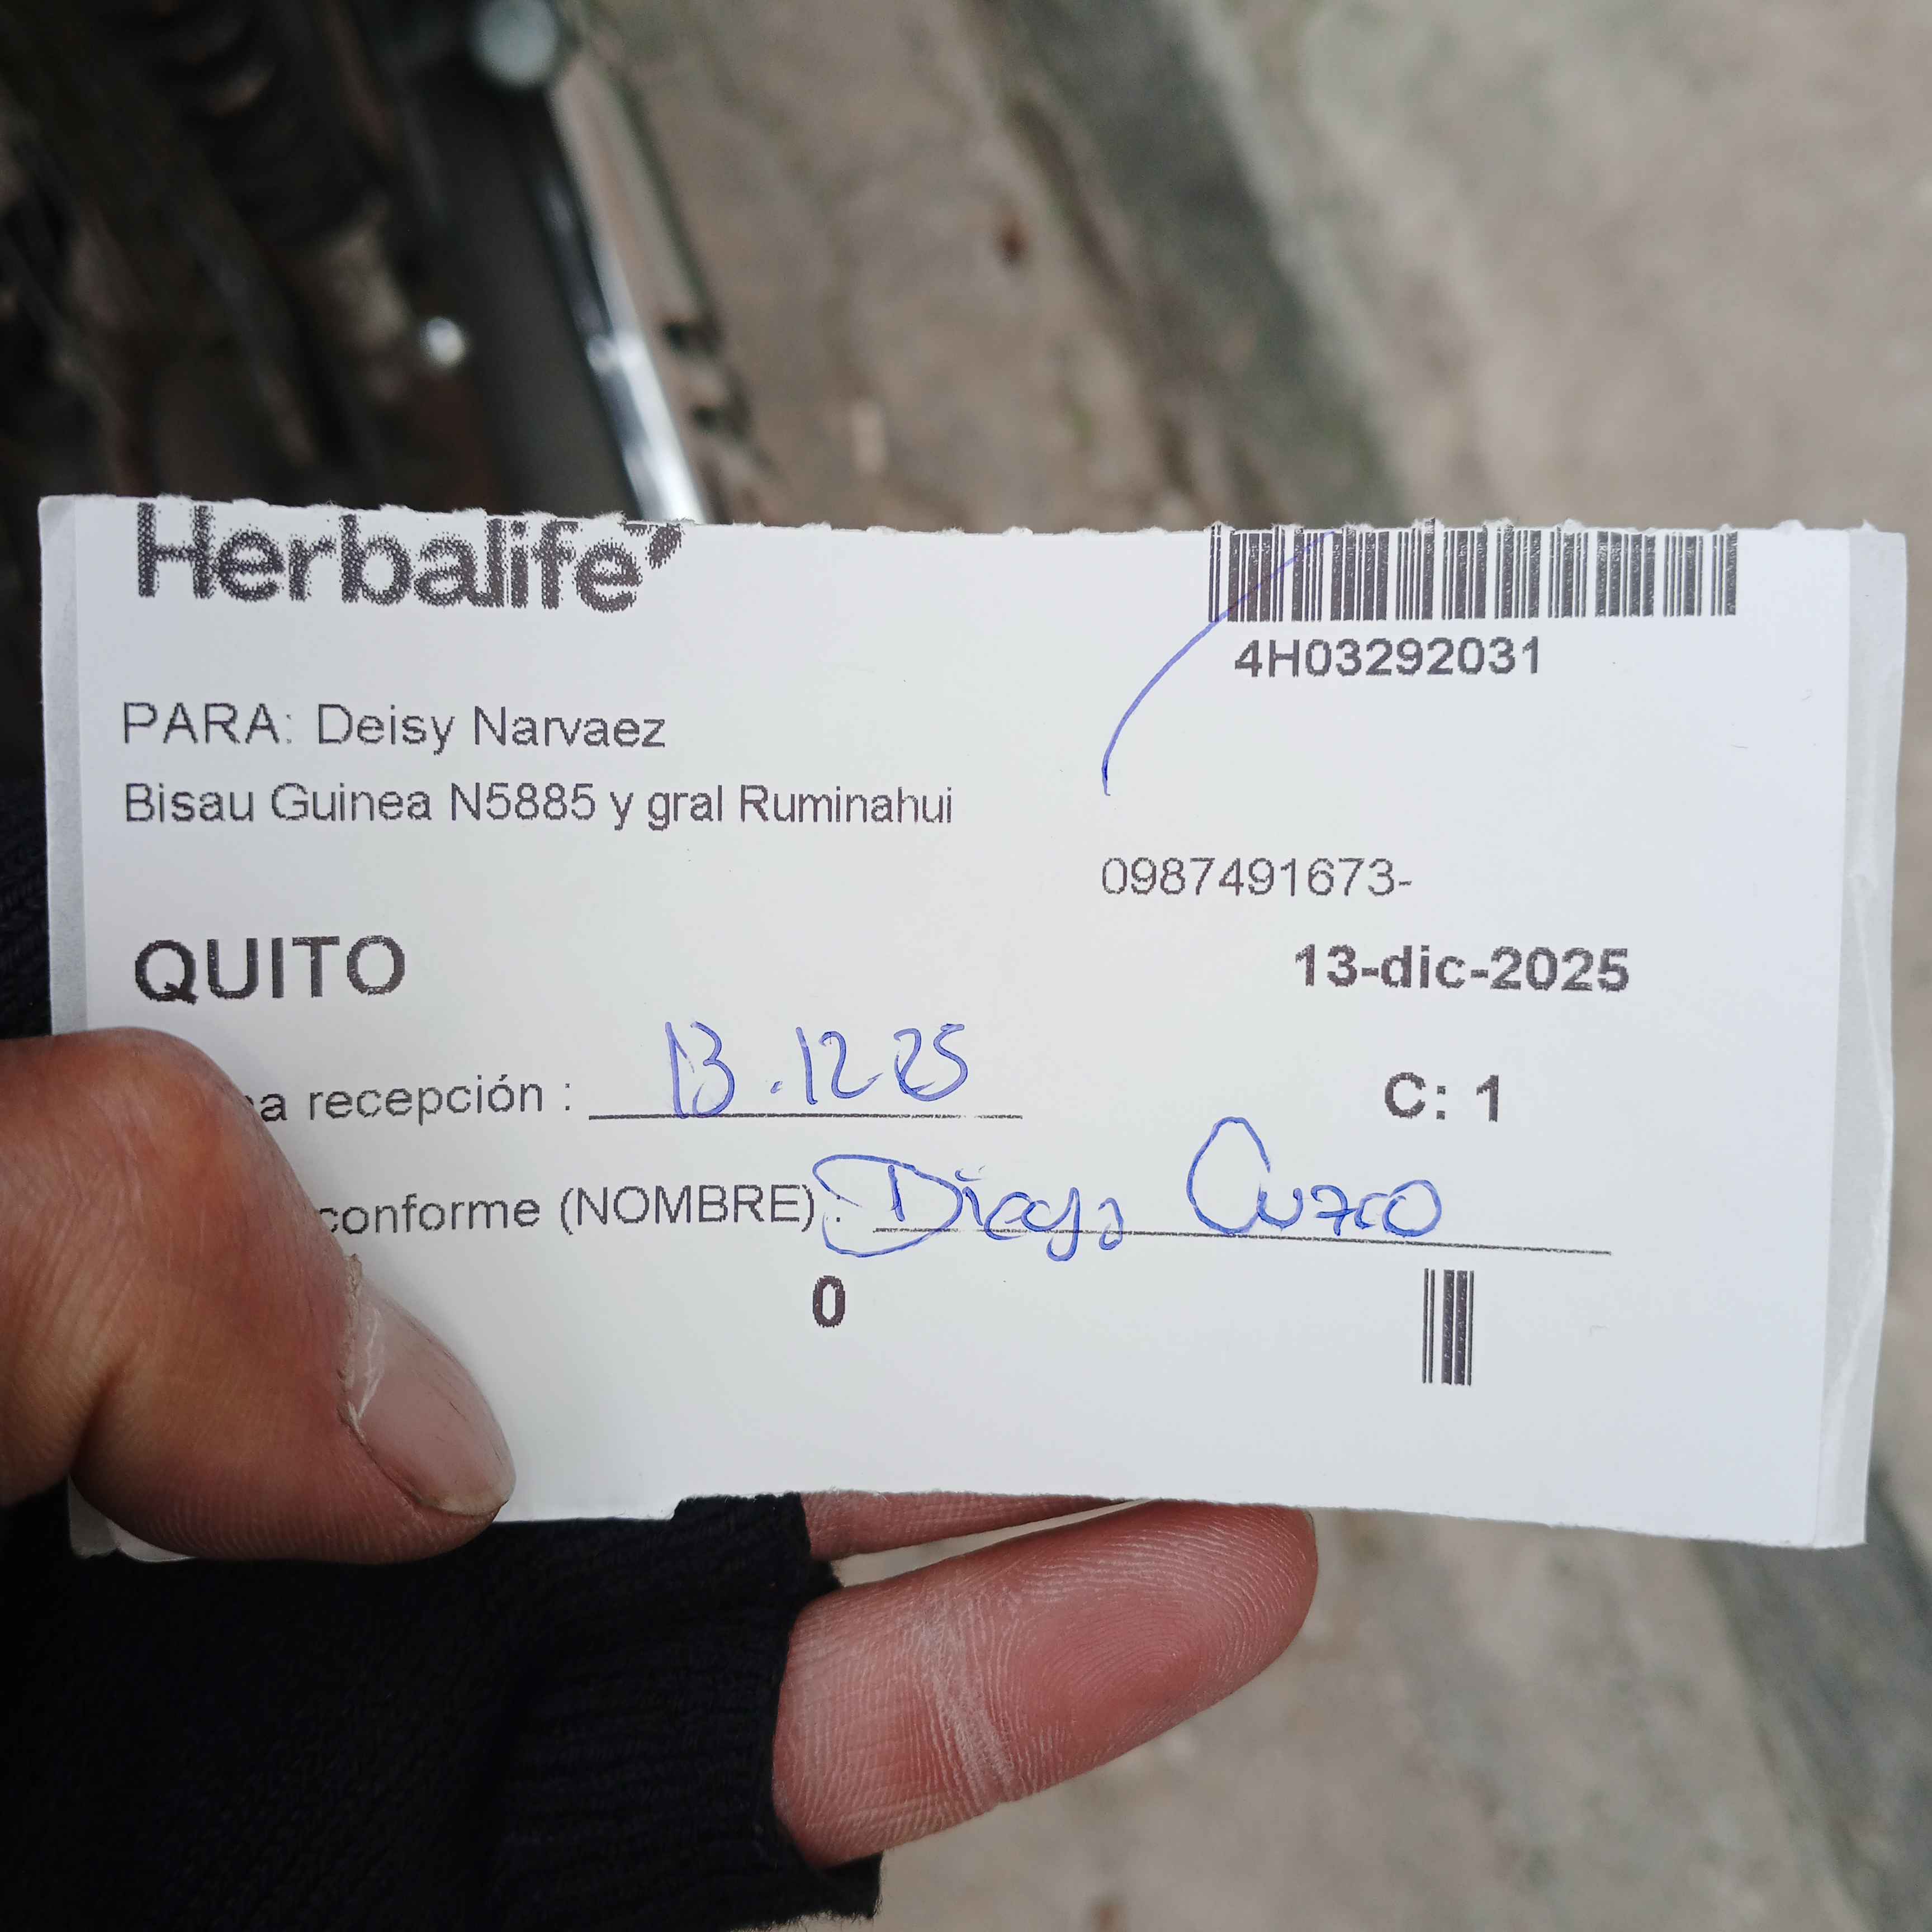 Herbalife
4H03292031
PARA: Deisy Narvaez
Bisau Guinea N5885 y gral Ruminahui
0987491673-
QUITO
13-dic-2025
recepción : 13.12 25
C: 1
conforme (NOMBRE) : Diego
0